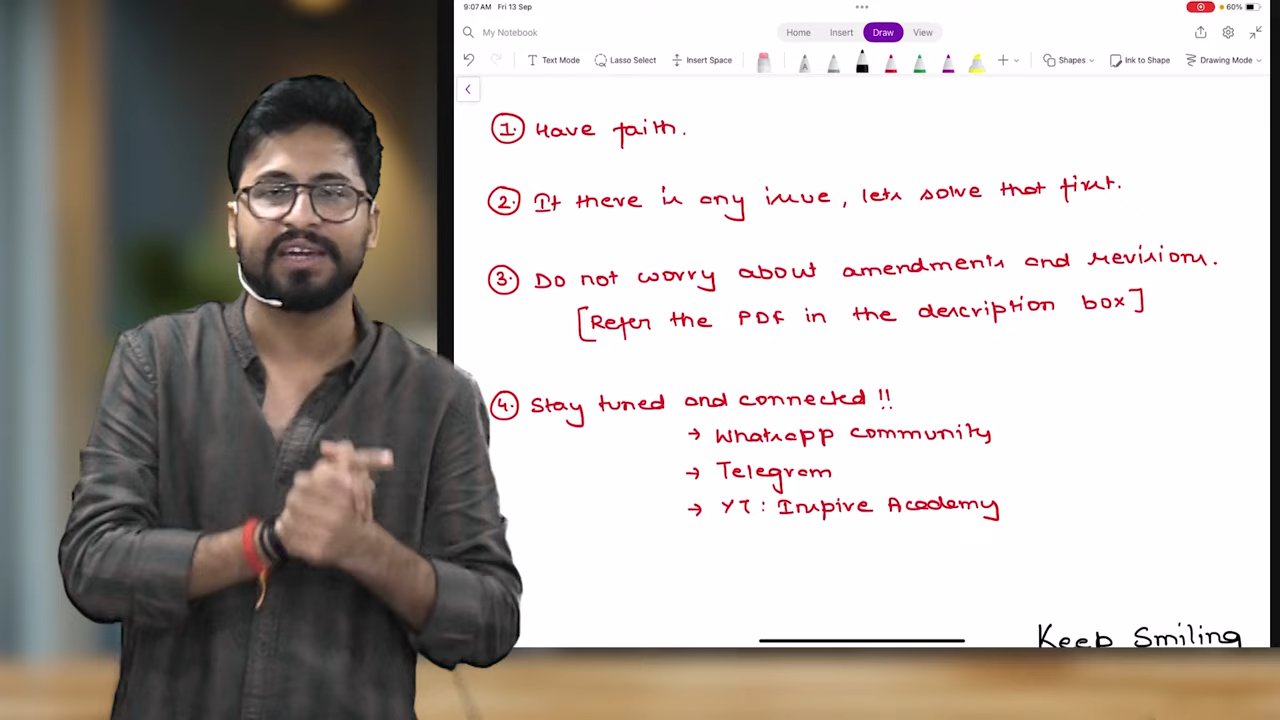 9:07 AM Fri 13 Sep
60%
My Notebook
Home Insert Draw View
Text Mode Lasso Select Insert Space Shapes Ink to Shape Drawing Mode
1. Have faith.
2. If there is any issue, lets solve that first.
3. Do not worry about amendments and revisions.
[Refer the PDF in the description box]
4. Stay tuned and connected !!
→ Whatsapp community
→ Telegram
→ YT : Inspire Academy
Keep Smiling